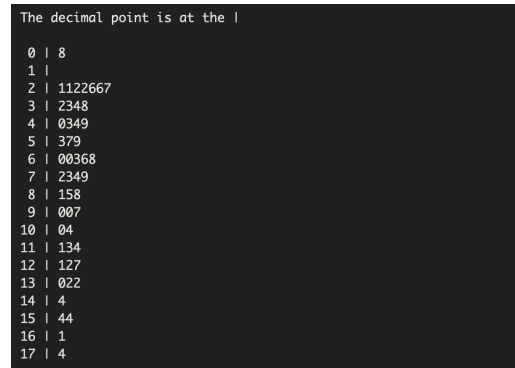 The decimal point is at the |
0 | 8
1 |
2 | 1122667
3 | 2348
4 | 0349
5 | 379
6 | 00368
7 | 2349
8 | 158
9 | 007
10 | 04
11 | 134
12 | 127
13 | 022
14 | 4
15 | 44
16 | 1
17 | 4